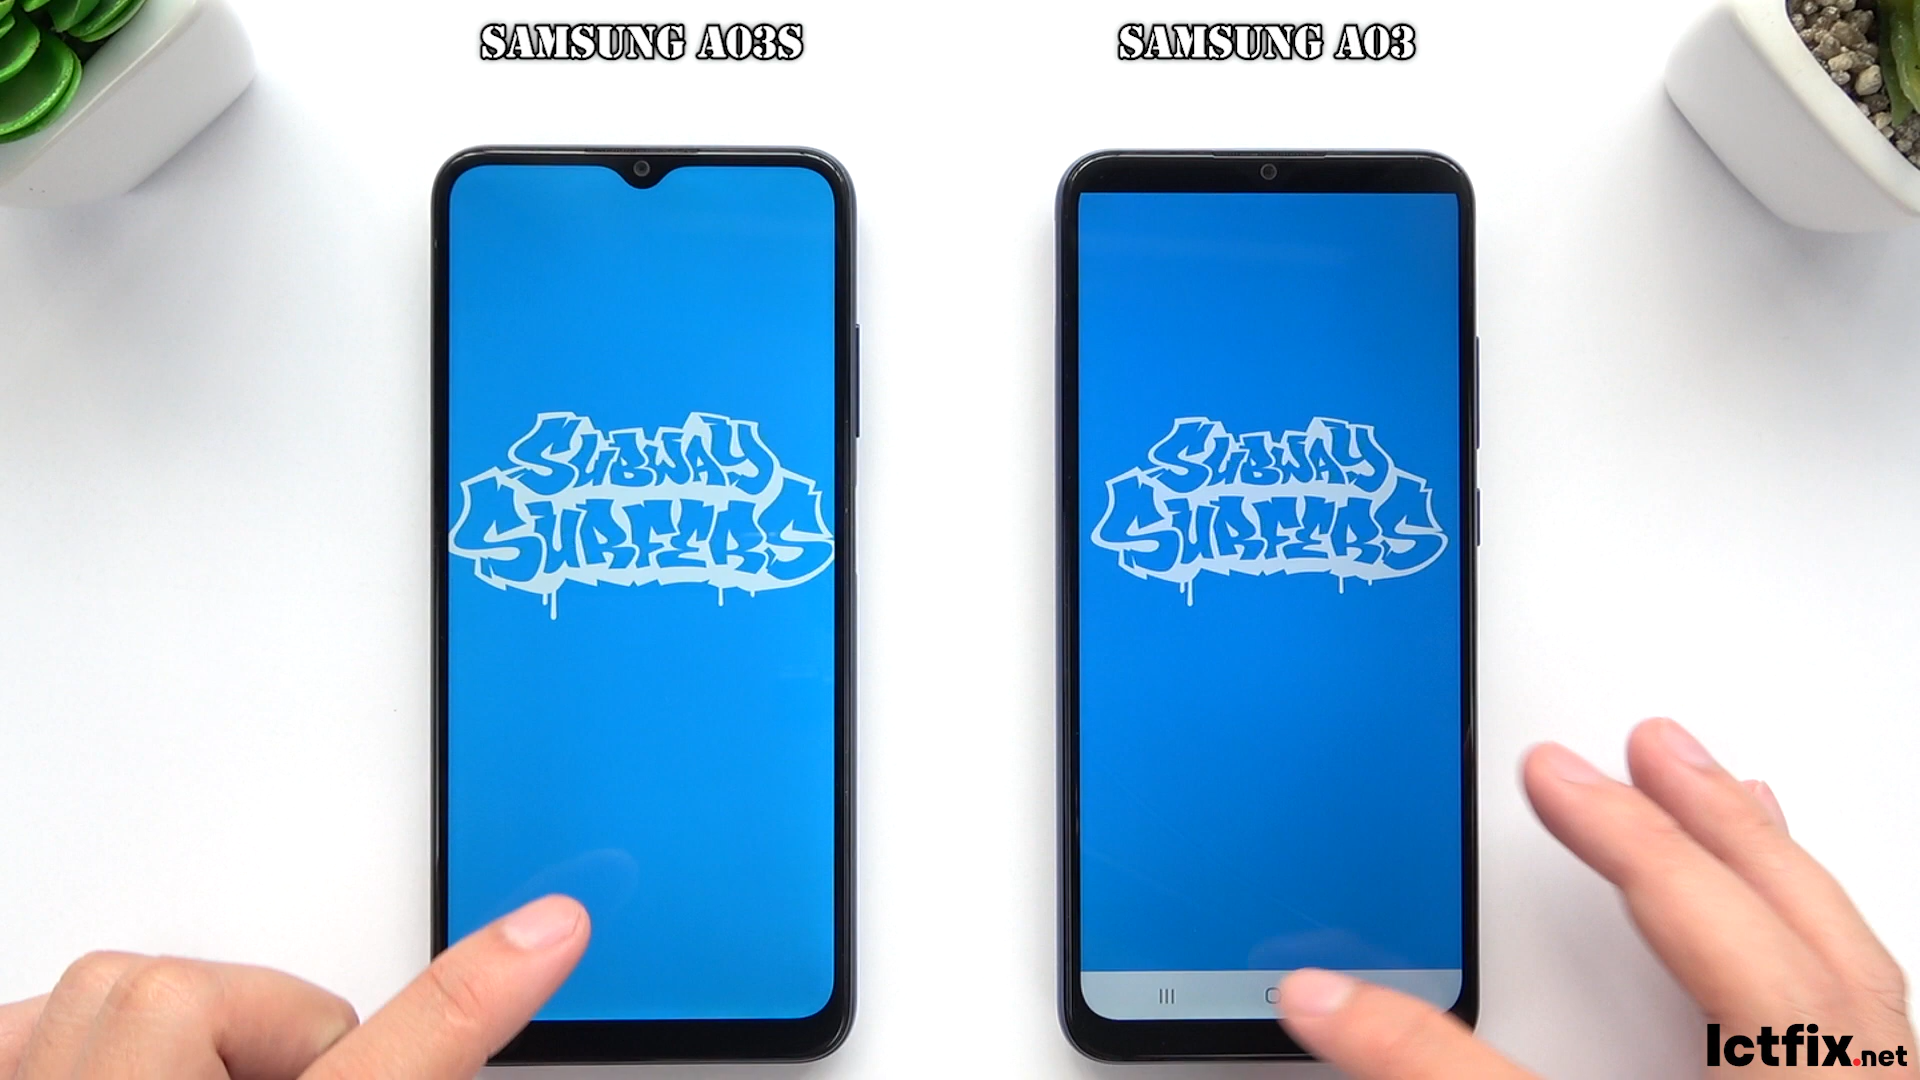 SAMSUNG A03S
SAMSUNG A03
SUBWAY
SURFERS
SUBWAY
SURFERS
Ictfix.net